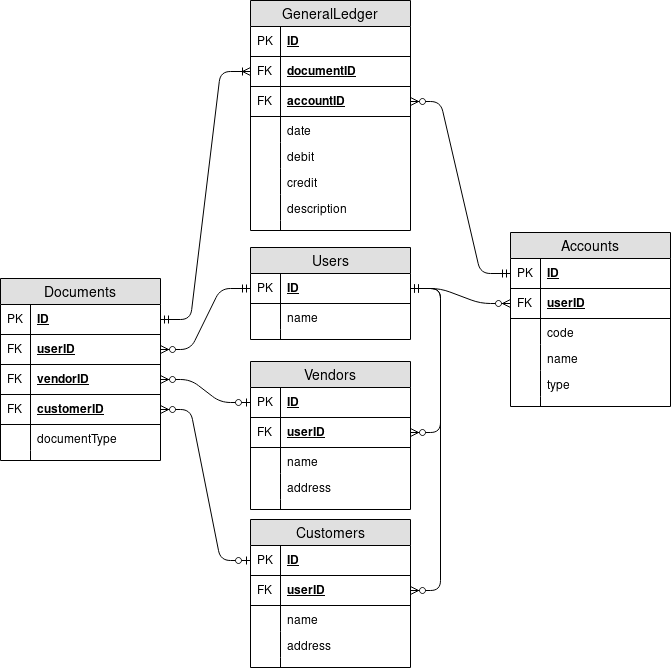 GeneralLedger
PK ID
FK documentID
FK accountID
date
debit
credit
description
Users
PK ID
name
Accounts
PK ID
FK userID
code
name
type
Documents
PK ID
FK userID
FK vendorID
FK customerID
documentType
Vendors
PK ID
FK userID
name
address
Customers
PK ID
FK userID
name
address